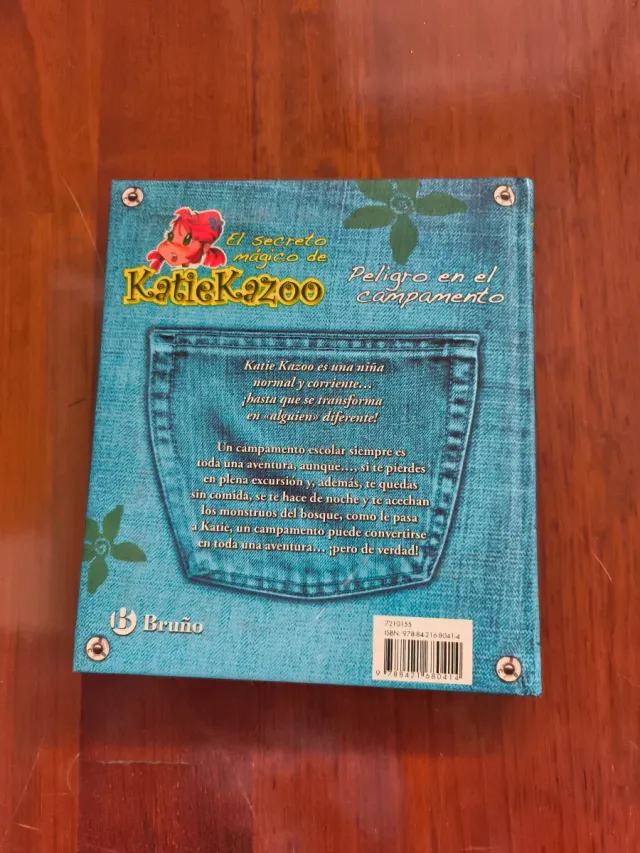 El secreto
mágico de
KatieKazoo
Peligro en el
campamento
Katie Kazoo es una niña
normal y corriente...
¡hasta que se transforma
en «alguien» diferente!
Un campamento escolar siempre es
toda una aventura, aunque..., si te pierdes
en plena excursión y, además, te quedas
sin comida, se te hace de noche y te acechan
los monstruos del bosque, como le pasa
a Katie, un campamento puede convertirse
en toda una aventura... ¡pero de verdad!
B Bruño
7210155
ISBN: 978-84-216-8041-4
9 788421 680414